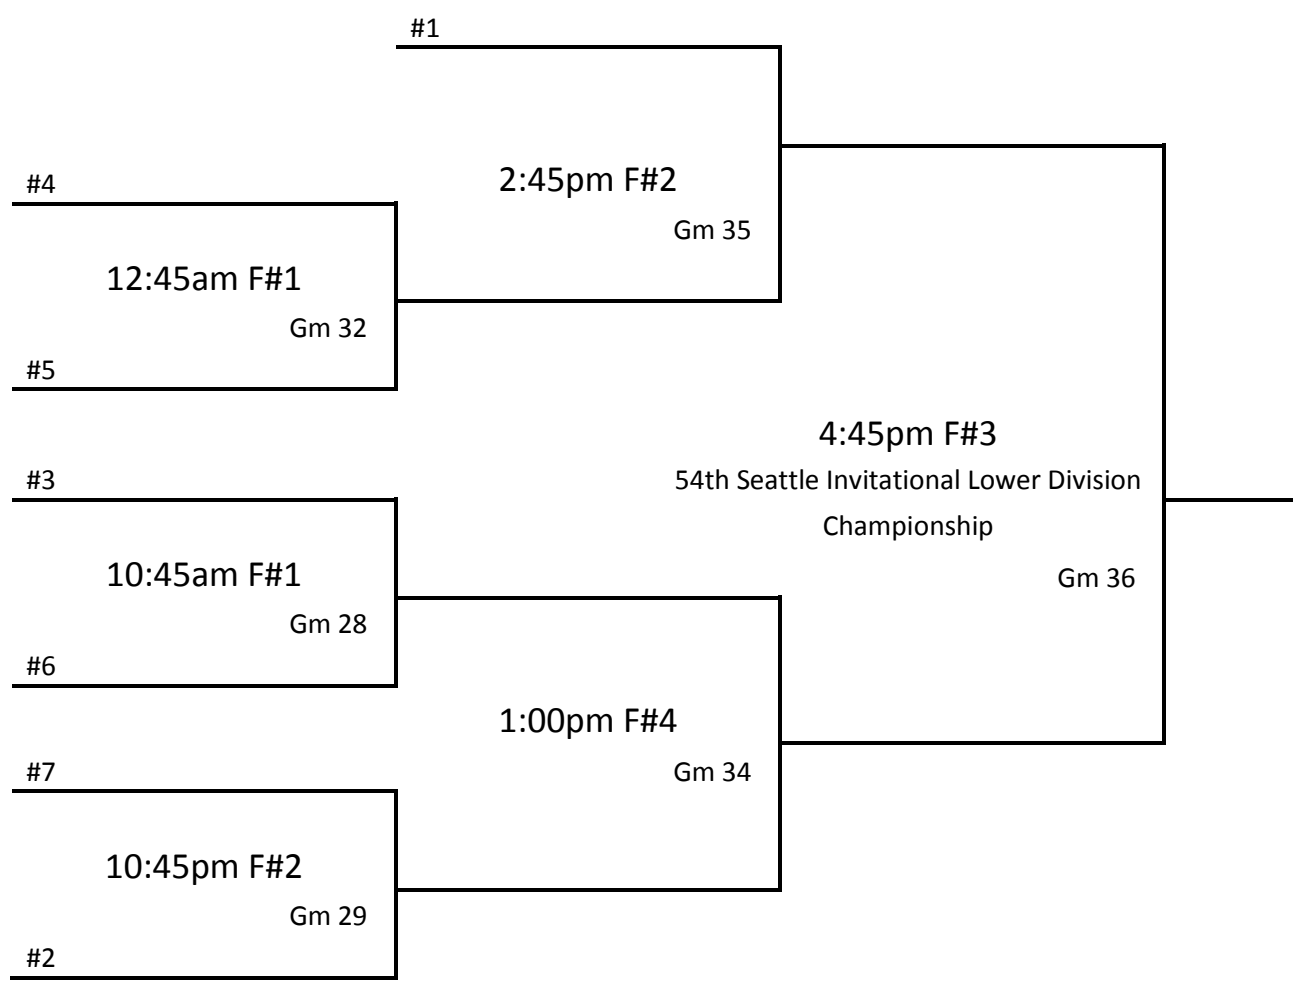 #1
#4
2:45pm F#2
Gm 35
12:45am F#1
Gm 32
#5
4:45pm F#3
#3
54th Seattle Invitational Lower Division
Championship
10:45am F#1
Gm 36
Gm 28
#6
1:00pm F#4
#7
Gm 34
10:45pm F#2
Gm 29
#2